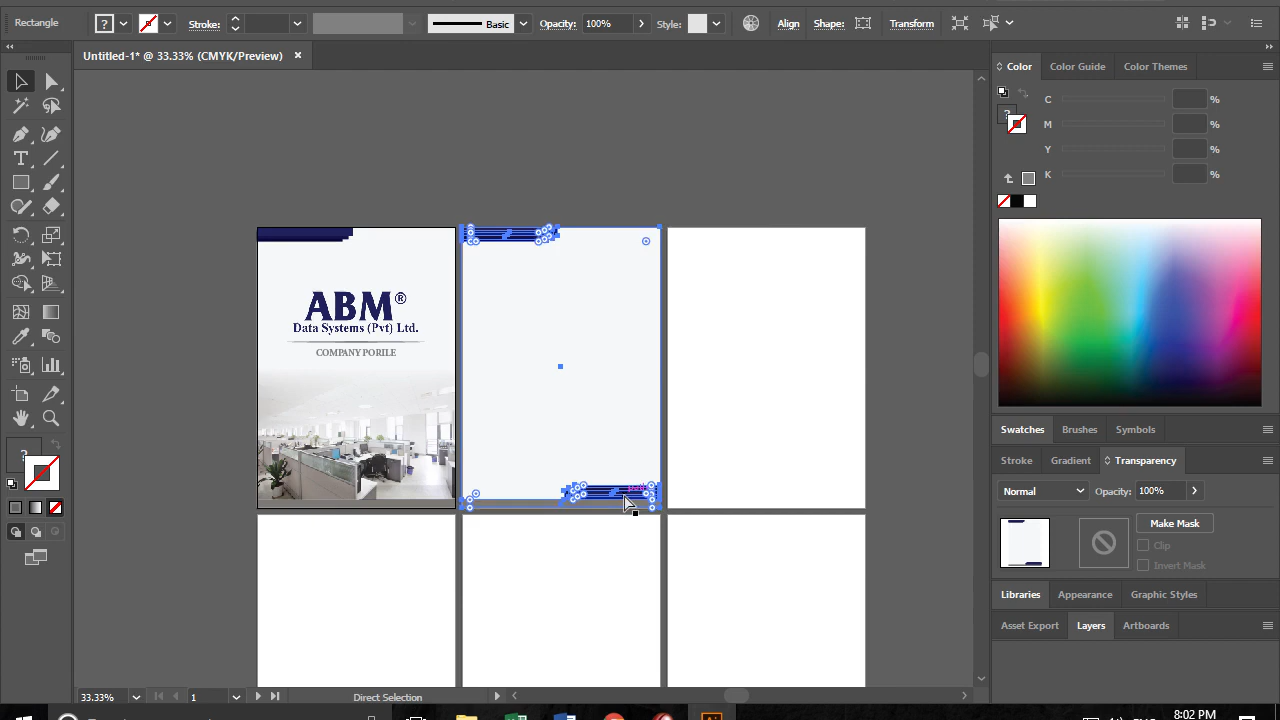 Rectangle
Stroke:
Basic
Opacity: 100%
Style:
Align
Shape:
Transform
Untitled-1* @ 33.33% (CMYK/Preview)
Color
Color Guide
Color Themes
C %
M %
Y %
K %
ABM®
Data Systems (Pvt) Ltd.
COMPANY PORILE
Swatches
Brushes
Symbols
Stroke
Gradient
Transparency
Normal
Opacity: 100%
Make Mask
Clip
Invert Mask
Libraries
Appearance
Graphic Styles
Asset Export
Layers
Artboards
33.33%
1
Direct Selection
8:02 PM